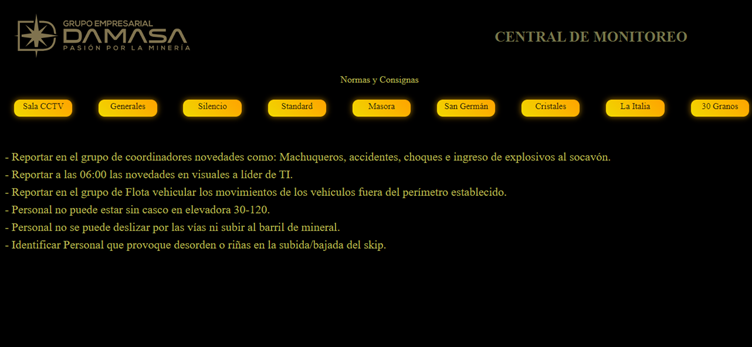 GRUPO EMPRESARIAL
DAMASA
PASIÓN POR LA MINERÍA
CENTRAL DE MONITOREO
Normas y Consignas
Sala CCTV Generales Silencio Standard Masora San Germán Cristales La Italia 30 Granos
- Reportar en el grupo de coordinadores novedades como: Machuqueros, accidentes, choques e ingreso de explosivos al socavón.
- Reportar a las 06:00 las novedades en visuales a líder de TI.
- Reportar en el grupo de Flota vehicular los movimientos de los vehículos fuera del perímetro establecido.
- Personal no puede estar sin casco en elevadora 30-120.
- Personal no se puede deslizar por las vías ni subir al barril de mineral.
- Identificar Personal que provoque desorden o riñas en la subida/bajada del skip.